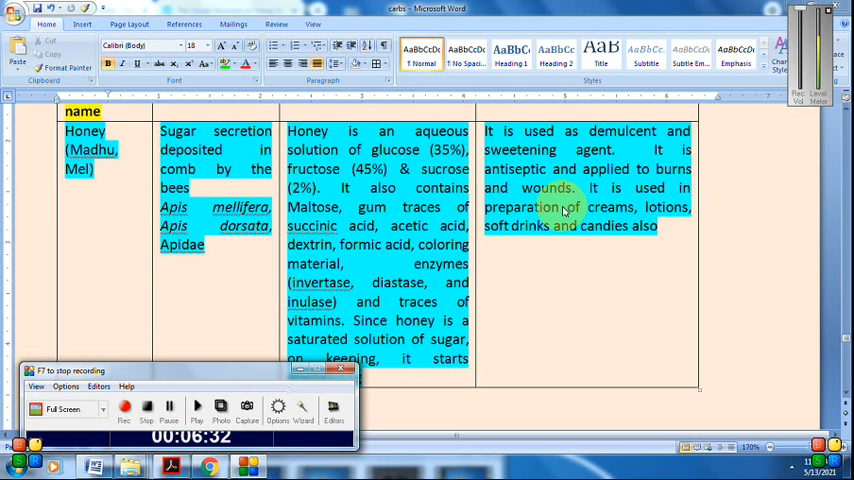 carbs - Microsoft Word
Home Insert Page Layout References Mailings Review View
Cut
Copy
Paste
Format Painter
Clipboard
Calibri (Body) 18
Font
Paragraph
AaBbCcDc AaBbCcDc AaBbCc AaBbCc AaB AaBbCcL AaBbCcD AaBbCcDc
¶ Normal ¶ No Spaci... Heading 1 Heading 2 Title Subtitle Subtle Em... Emphasis
Change
Styles
Rec.
Vol.
Level
Meter
name
Honey
(Madhu,
Mel)
Sugar secretion
deposited in
comb by the
bees
Apis mellifera,
Apis dorsata,
Apidae
Honey is an aqueous
solution of glucose (35%),
fructose (45%) & sucrose
(2%). It also contains
Maltose, gum traces of
succinic acid, acetic acid,
dextrin, formic acid, coloring
material, enzymes
(invertase, diastase, and
inulase) and traces of
vitamins. Since honey is a
saturated solution of sugar,
on keeping, it starts
It is used as demulcent and
sweetening agent. It is
antiseptic and applied to burns
and wounds. It is used in
preparation of creams, lotions,
soft drinks and candies also
F7 to stop recording
View Options Editors Help
Full Screen
Rec Stop Pause Play Photo Capture Options Wizard Editors
00:06:32
170%
5/13/2021